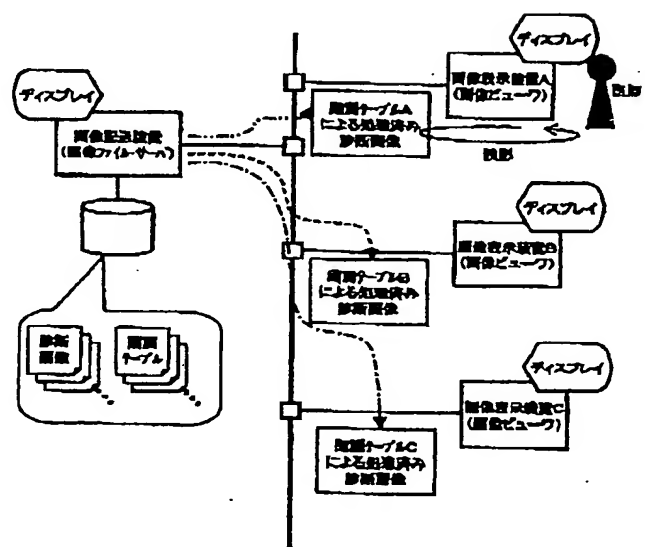 ディスプレイ
画像記録装置
(画像ファイル・サーバ)
診断
画像
階調
テーブル
ディスプレイ
画像表示装置A
(画像ビューワ)
階調テーブルA
による処理済み
診断画像
ディスプレイ
画像表示装置B
(画像ビューワ)
階調テーブルB
による処理済み
診断画像
ディスプレイ
画像表示装置C
(画像ビューワ)
階調テーブルC
による処理済み
診断画像